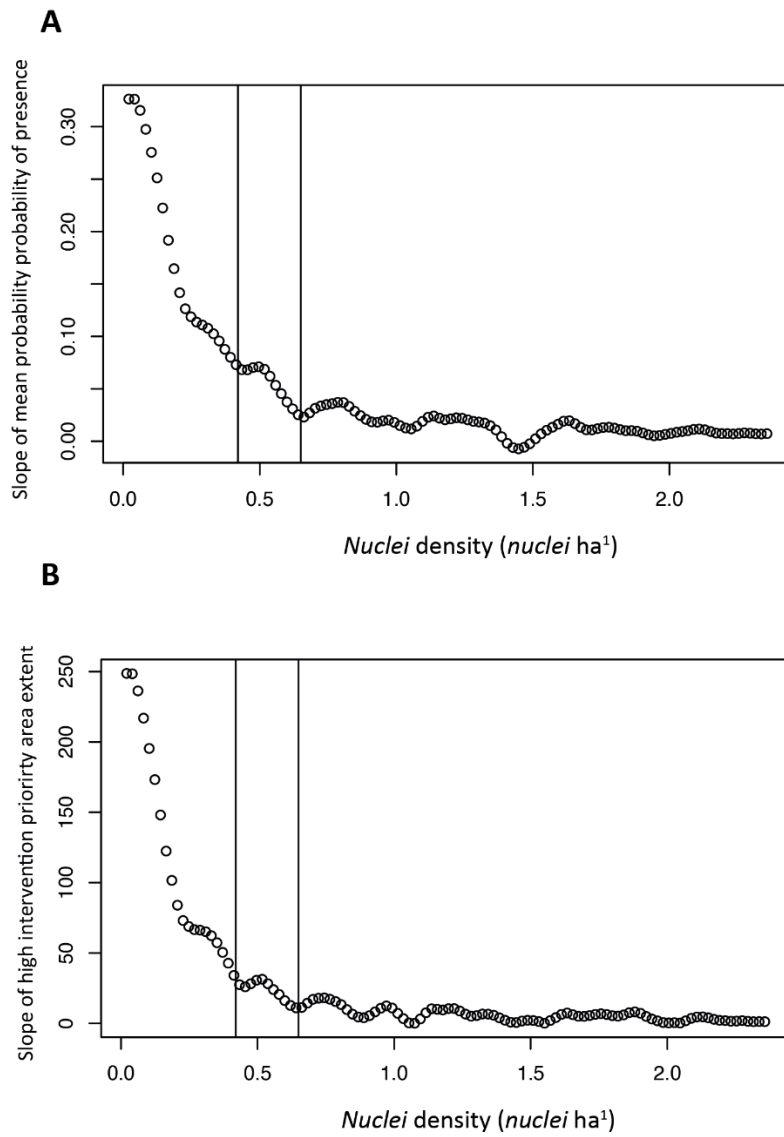 A
Slope of mean probability probability of presence
0.30
0.20
0.10
0.00
0.0 0.5 1.0 1.5 2.0
Nuclei density (nuclei ha¹)
B
Slope of high intervention priorirty area extent
250
200
150
100
50
0
0.0 0.5 1.0 1.5 2.0
Nuclei density (nuclei ha¹)